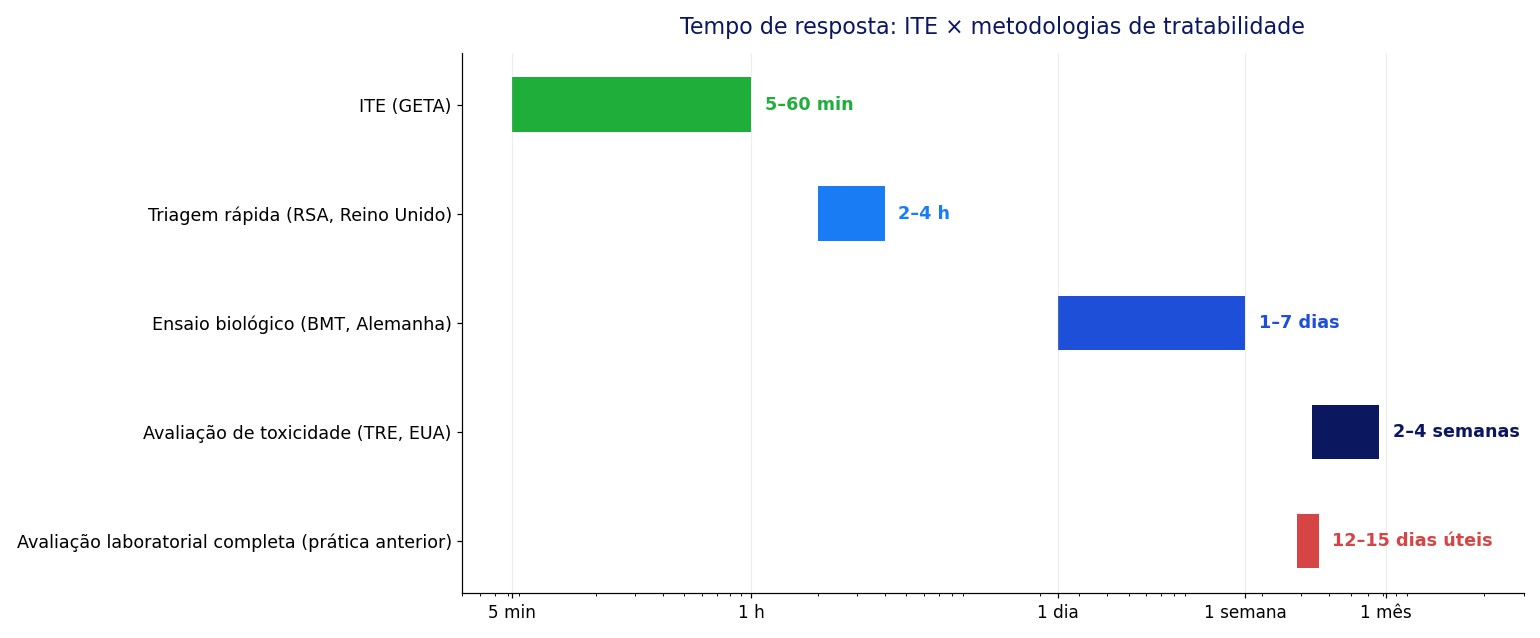 Tempo de resposta: ITE × metodologias de tratabilidade
ITE (GETA)
5–60 min
Triagem rápida (RSA, Reino Unido)
2–4 h
Ensaio biológico (BMT, Alemanha)
1–7 dias
Avaliação de toxicidade (TRE, EUA)
2–4 semanas
Avaliação laboratorial completa (prática anterior)
12–15 dias úteis
5 min
1 h
1 dia
1 semana
1 mês